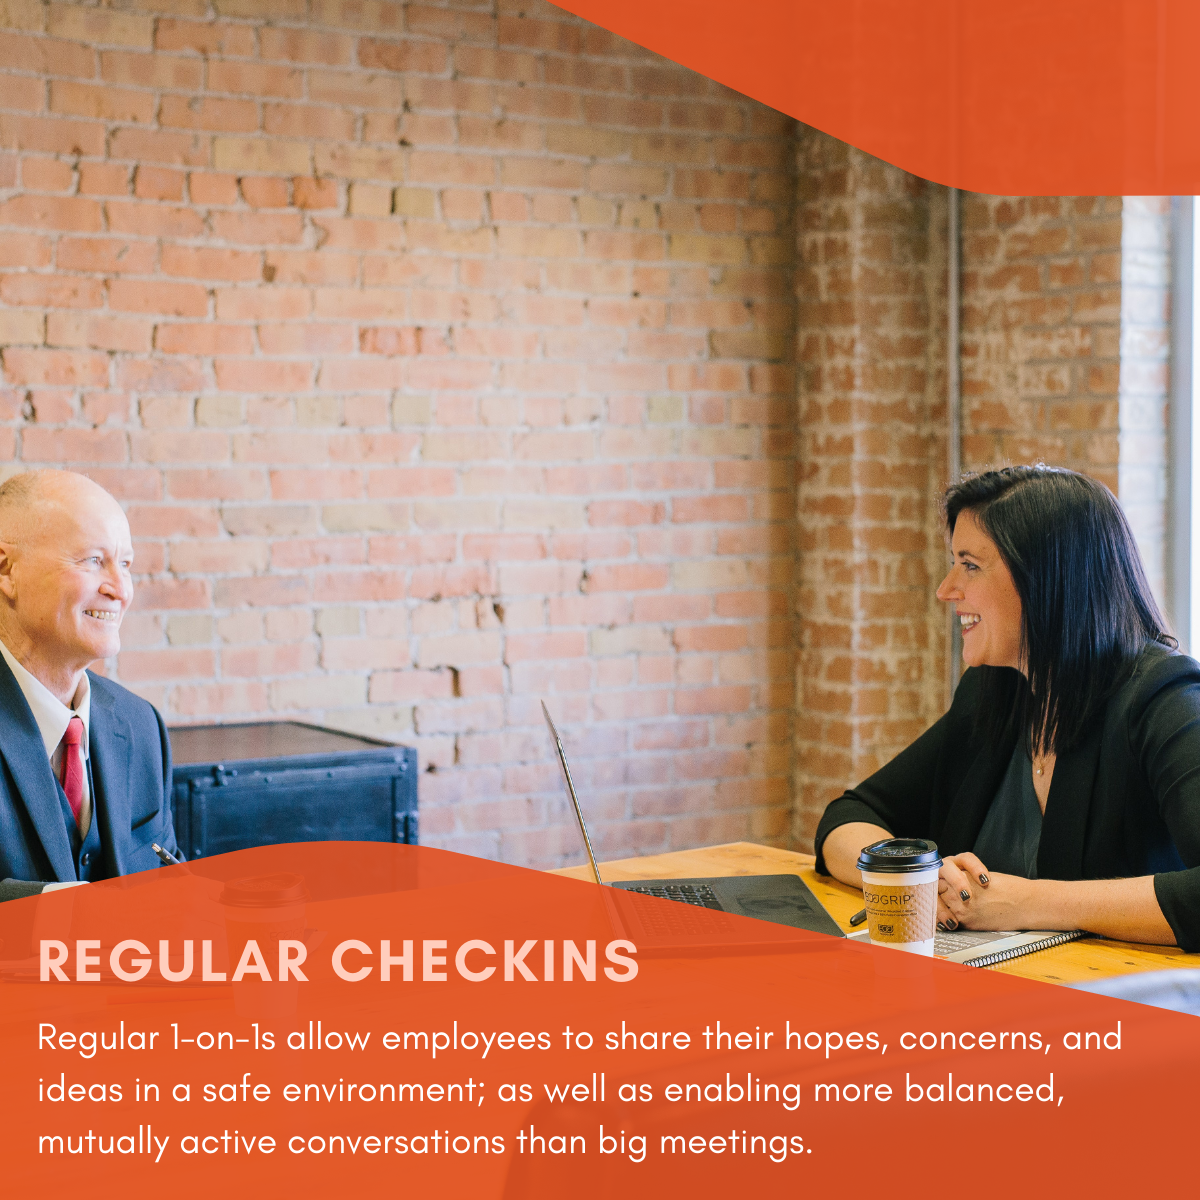 ECOGRIP
REGULAR CHECKINS
Regular 1-on-1s allow employees to share their hopes, concerns, and
ideas in a safe environment; as well as enabling more balanced,
mutually active conversations than big meetings.